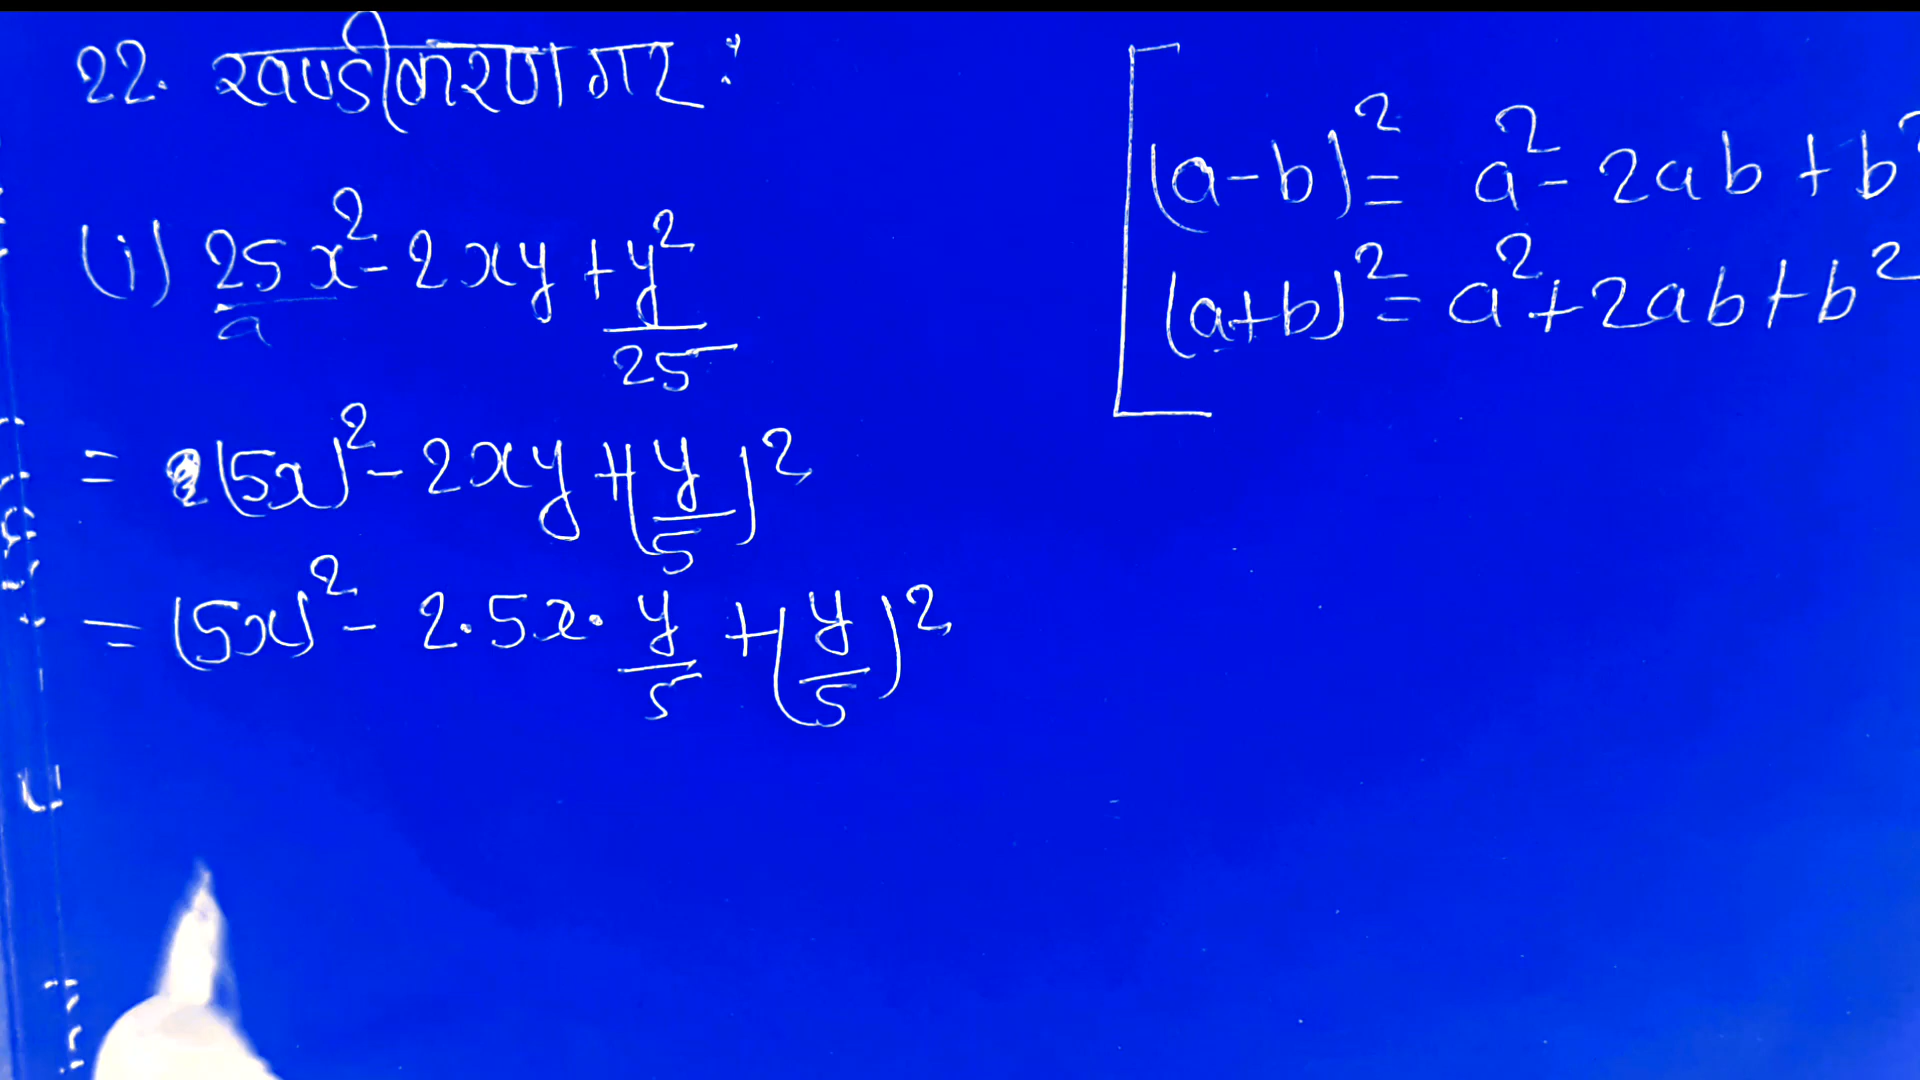 22. खण्डीकरण गर :
(i) 25x² - 2xy + y²/25
a
= (5x)² - 2xy + (y/5)²
= (5x)² - 2·5x·y/5 + (y/5)²
(a-b)² = a² - 2ab + b²
(a+b)² = a² + 2ab + b²